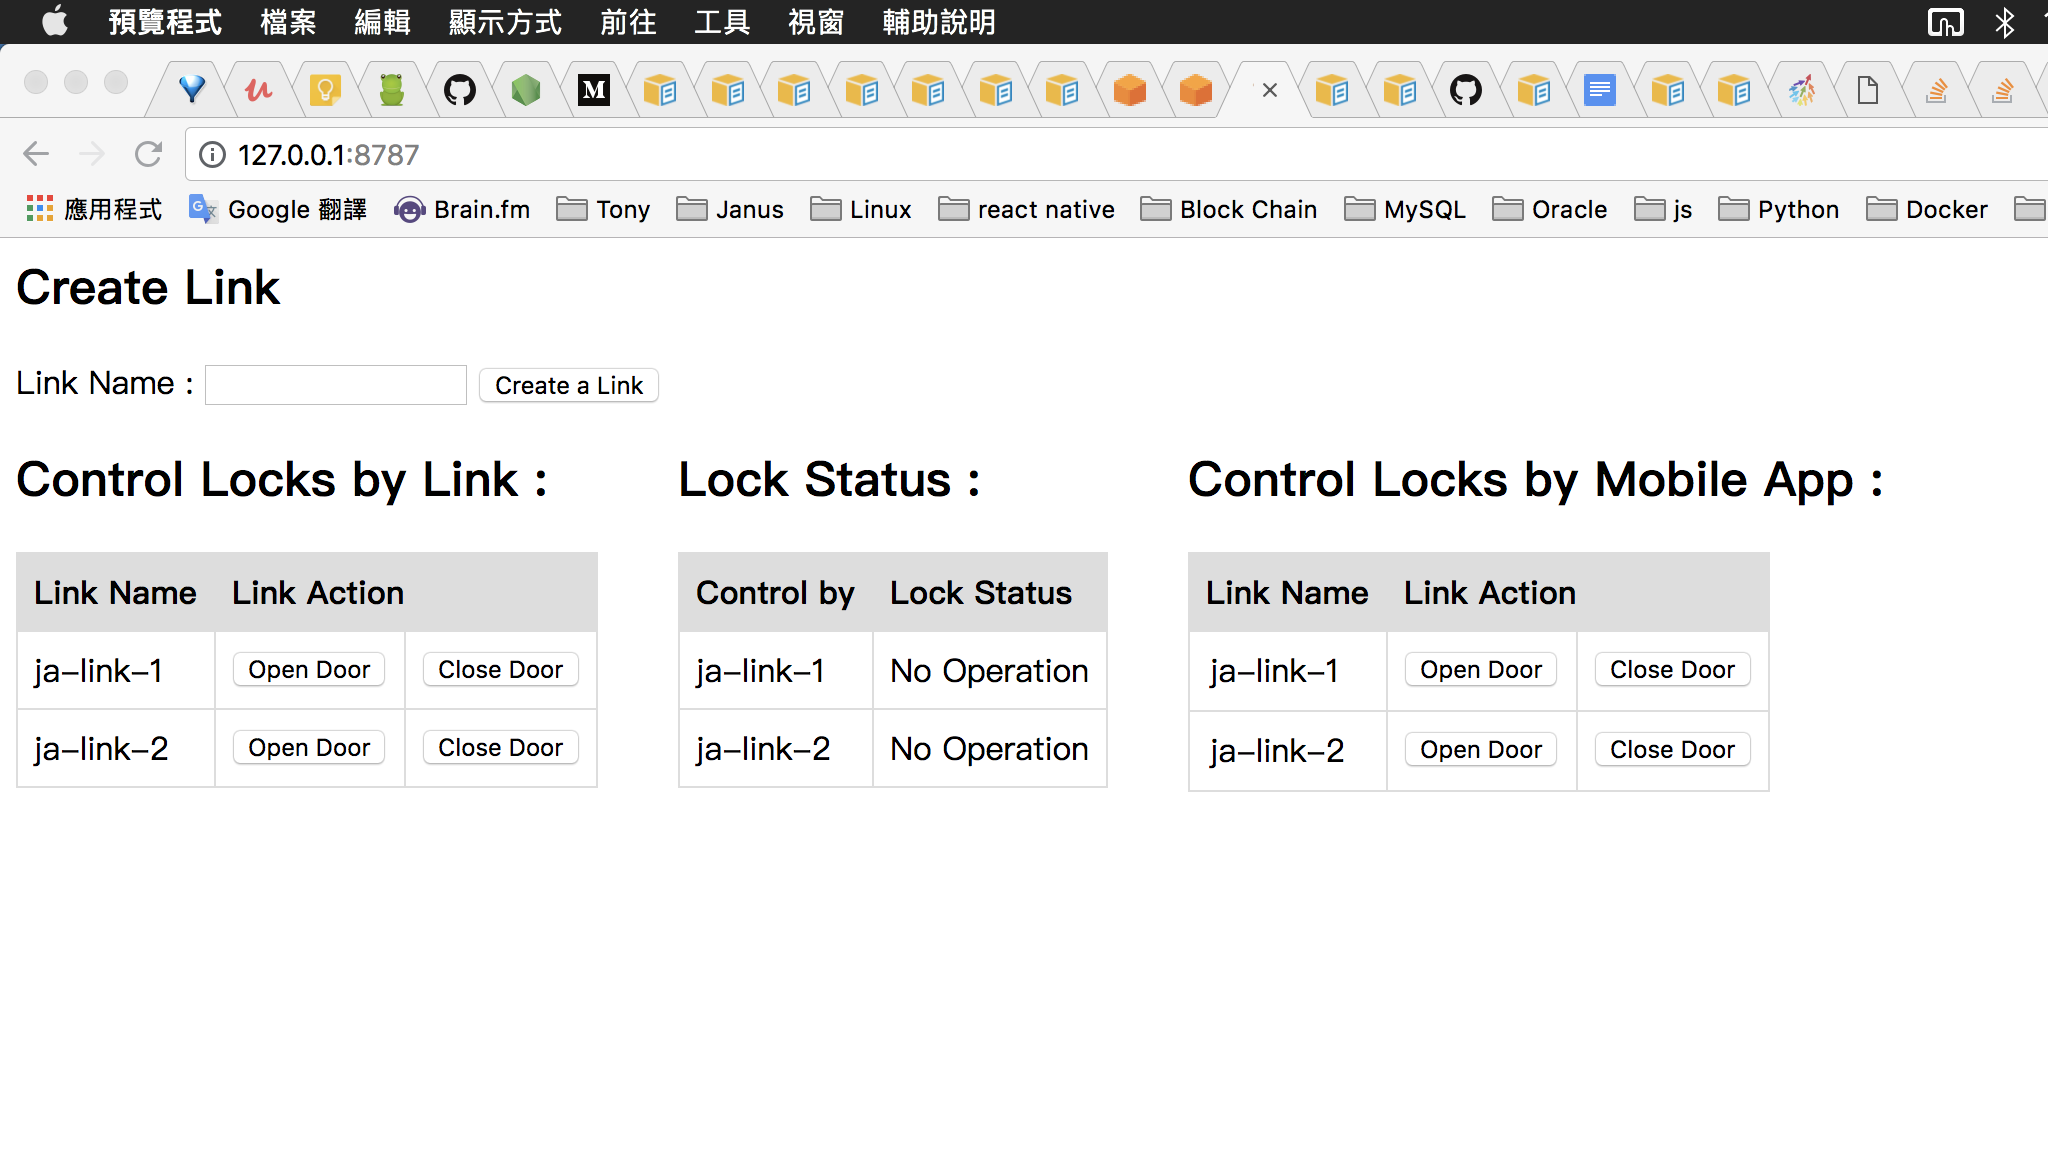 預覽程式 檔案 編輯 顯示方式 前往 工具 視窗 輔助說明
127.0.0.1:8787
應用程式 Google 翻譯 Brain.fm Tony Janus Linux react native Block Chain MySQL Oracle js Python Docker
Create Link
Link Name : Create a Link
Control Locks by Link : Lock Status : Control Locks by Mobile App :
Link Name Link Action Control by Lock Status Link Name Link Action
ja-link-1 Open Door Close Door ja-link-1 No Operation ja-link-1 Open Door Close Door
ja-link-2 Open Door Close Door ja-link-2 No Operation ja-link-2 Open Door Close Door